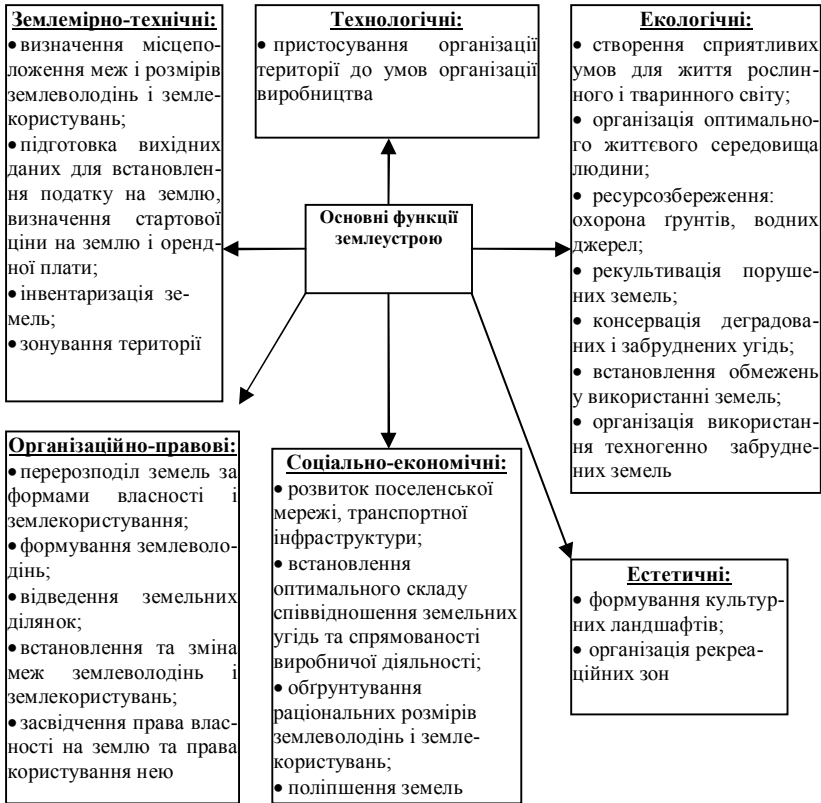 Землемірно-технічні:
• визначення місцепо-
ложення меж і розмірів
землеволодінь і земле-
користувань;
• підготовка вихідних
даних для встановлен-
ня податку на землю,
визначення стартової
ціни на землю і оренд-
ної плати;
• інвентаризація зе-
мель;
• зонування території
Технологічні:
• пристосування організації
території до умов організації
виробництва
Екологічні:
• створення сприятливих
умов для життя рослин-
ного і тваринного світу;
• організація оптимально-
го життєвого середовища
людини;
• ресурсозбереження:
охорона ґрунтів, водних
джерел;
• рекультивація поруше-
них земель;
• консервація деградова-
них і забруднених угідь;
• встановлення обмежень
у використанні земель;
• організація використан-
ня техногенно забрудне-
них земель
Основні функції
землеустрою
Організаційно-правові:
• перерозподіл земель за
формами власності і
землекористування;
• формування землеволо-
дінь;
• відведення земельних
ділянок;
• встановлення та зміна
меж землеволодінь і
землекористувань;
• засвідчення права влас-
ності на землю та права
користування нею
Соціально-економічні:
• розвиток поселенської
мережі, транспортної
інфраструктури;
• встановлення
оптимального складу
співвідношення земельних
угідь та спрямованості
виробничої діяльності;
• обґрунтування
раціональних розмірів
землеволодінь і земле-
користувань;
• поліпшення земель
Естетичні:
• формування культур-
них ландшафтів;
• організація рекреа-
ційних зон